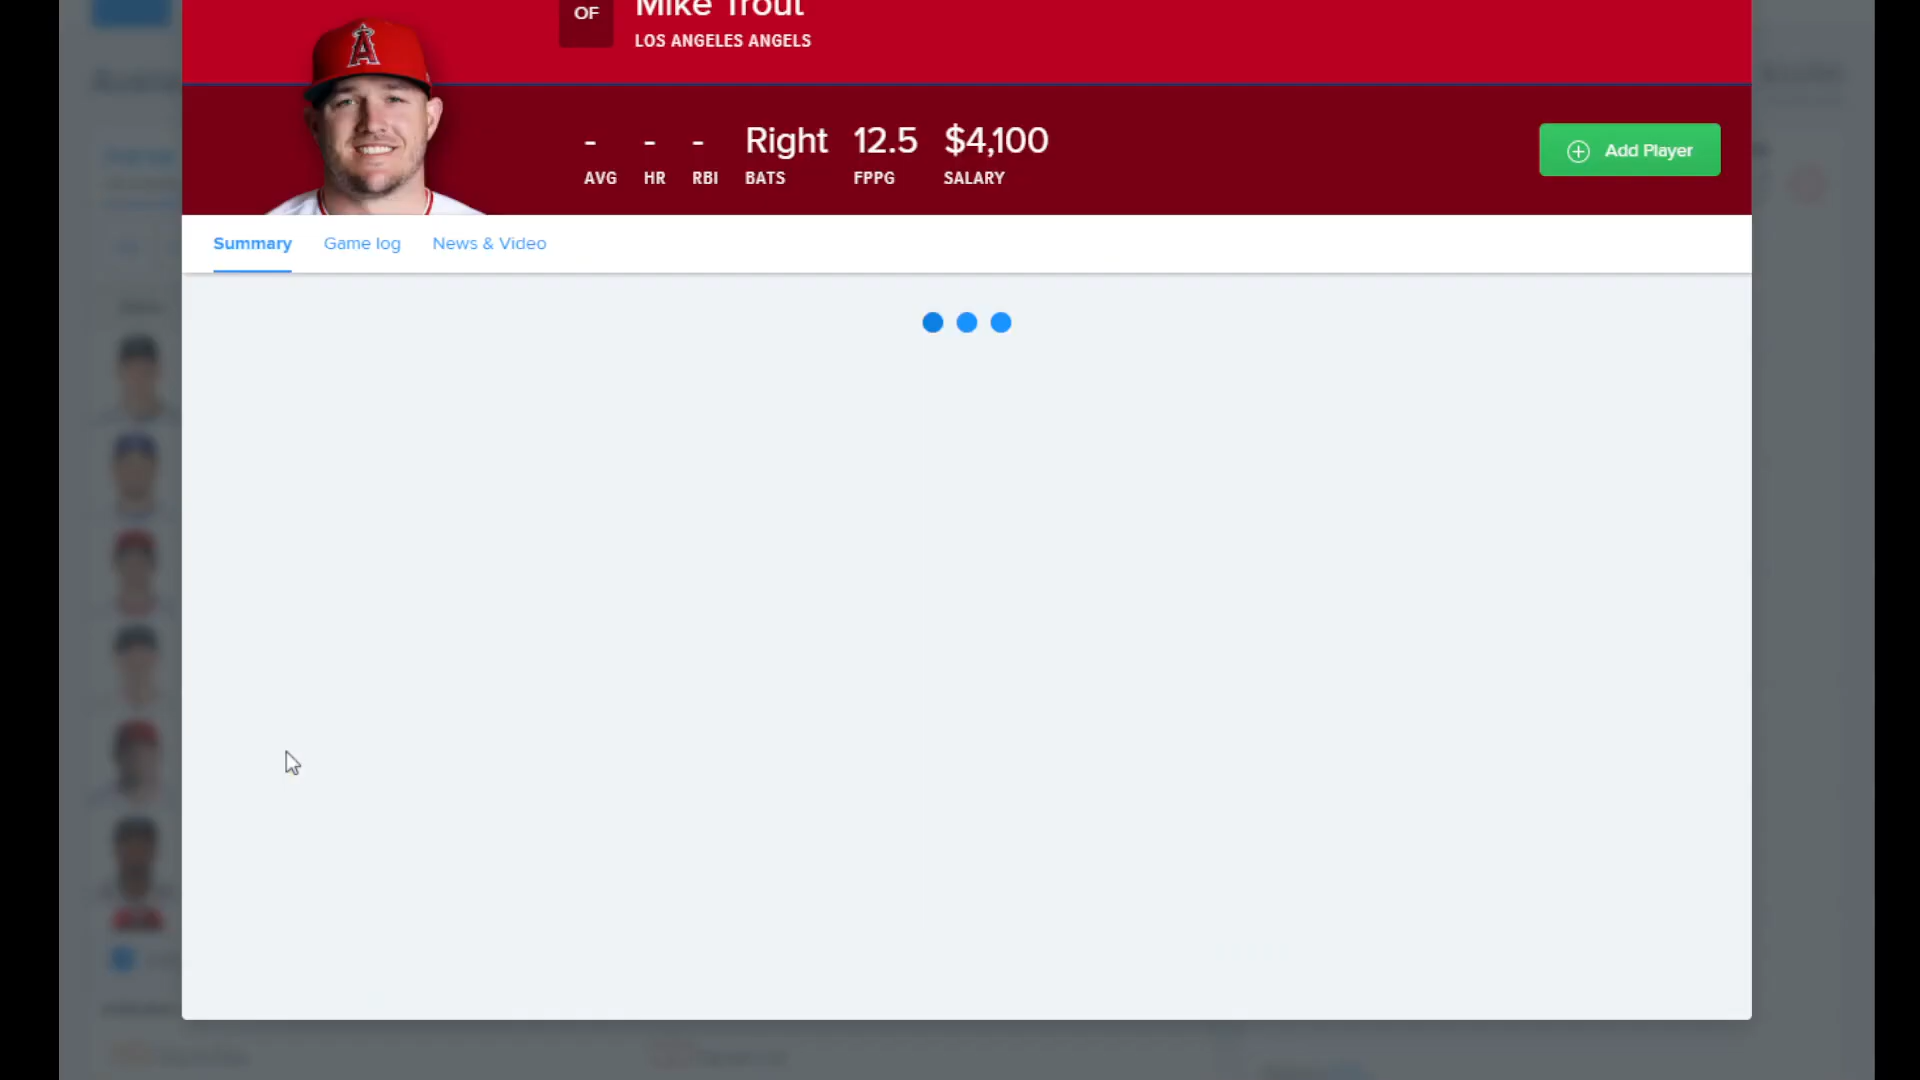 OF
Mike Trout
LOS ANGELES ANGELS
- - - Right 12.5 $4,100
AVG HR RBI BATS FPPG SALARY
Add Player
Summary Game log News & Video